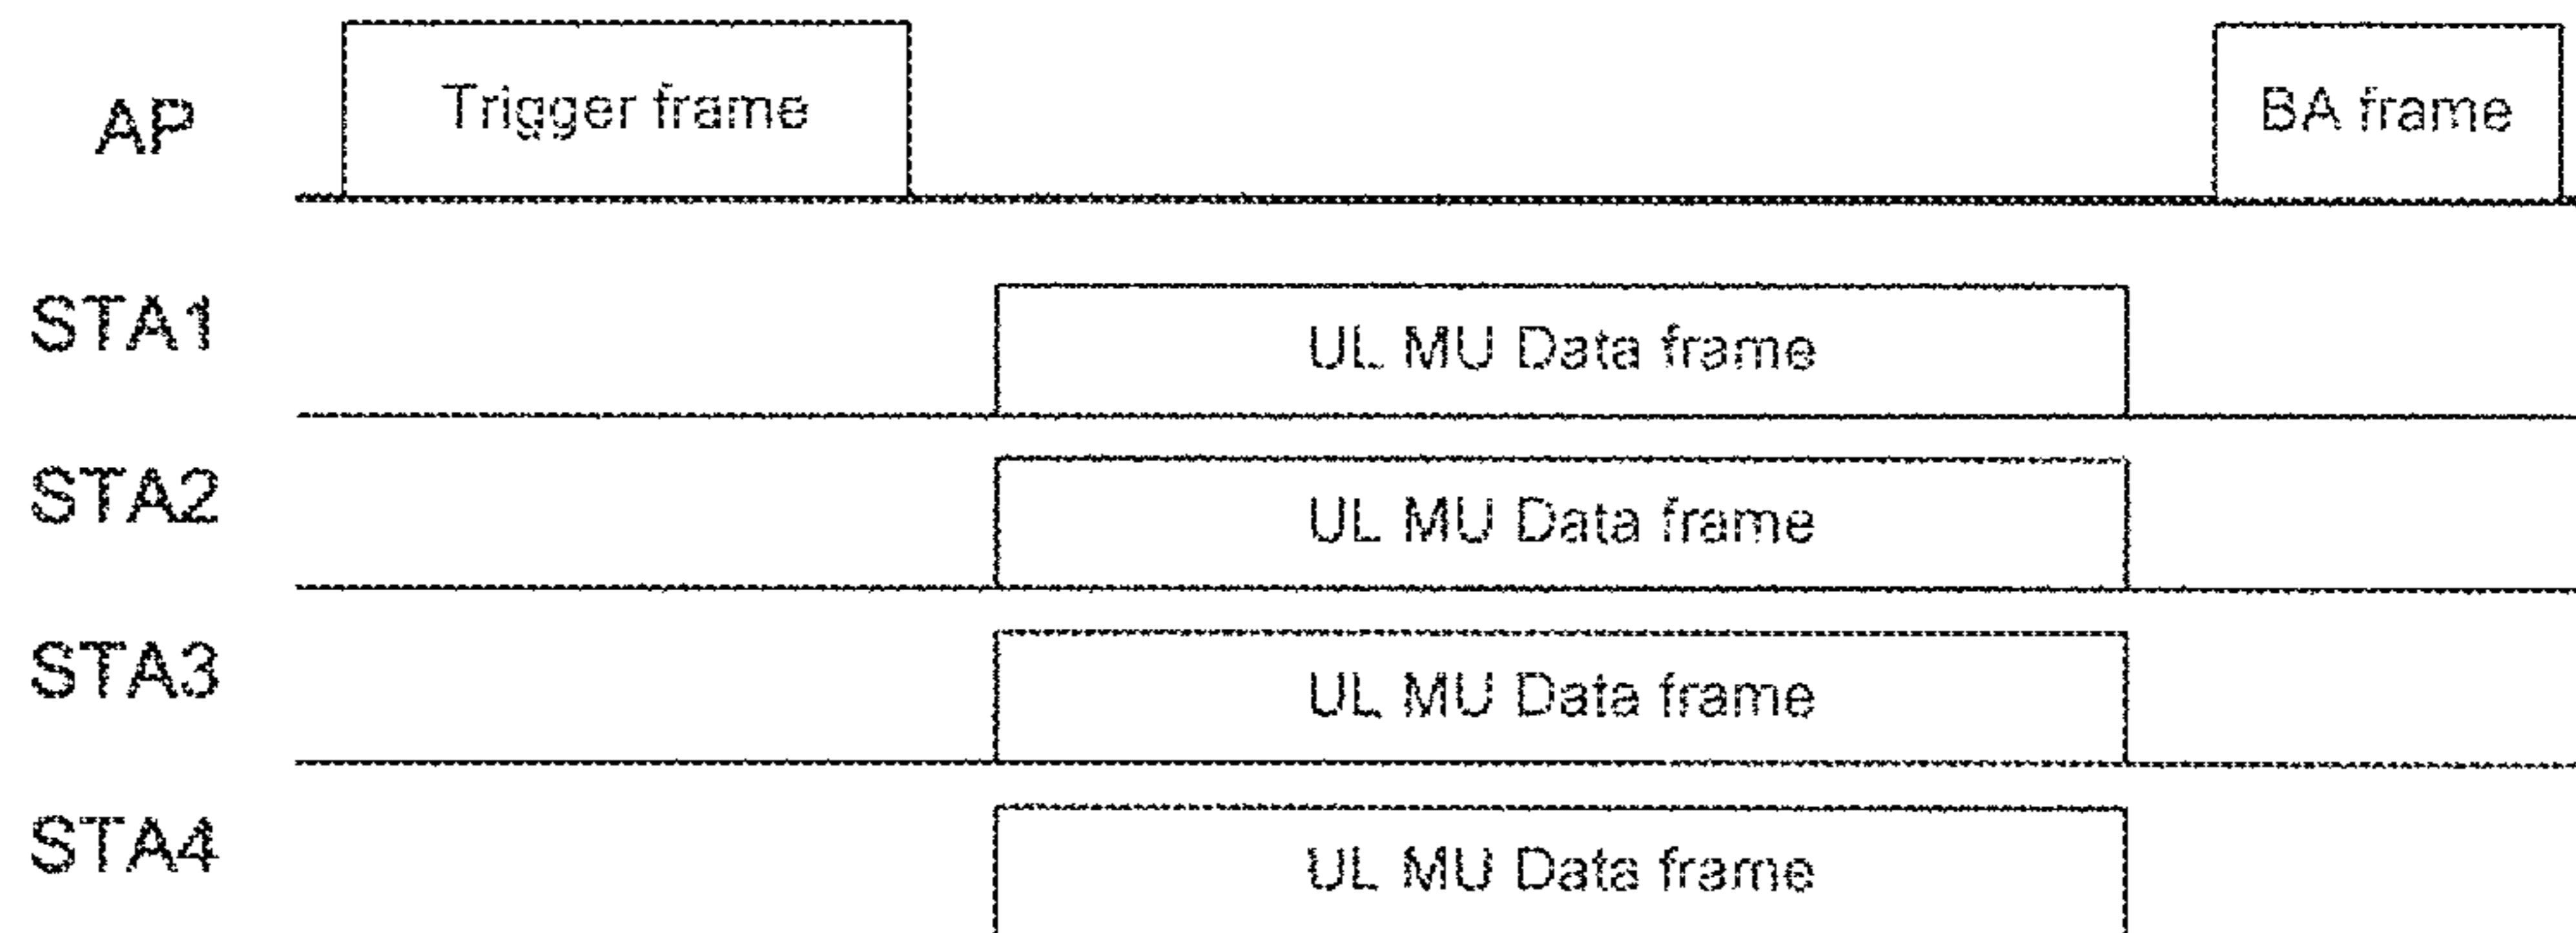 AP Trigger frame BA frame
STA1 UL MU Data frame
STA2 UL MU Data frame
STA3 UL MU Data frame
STA4 UL MU Data frame